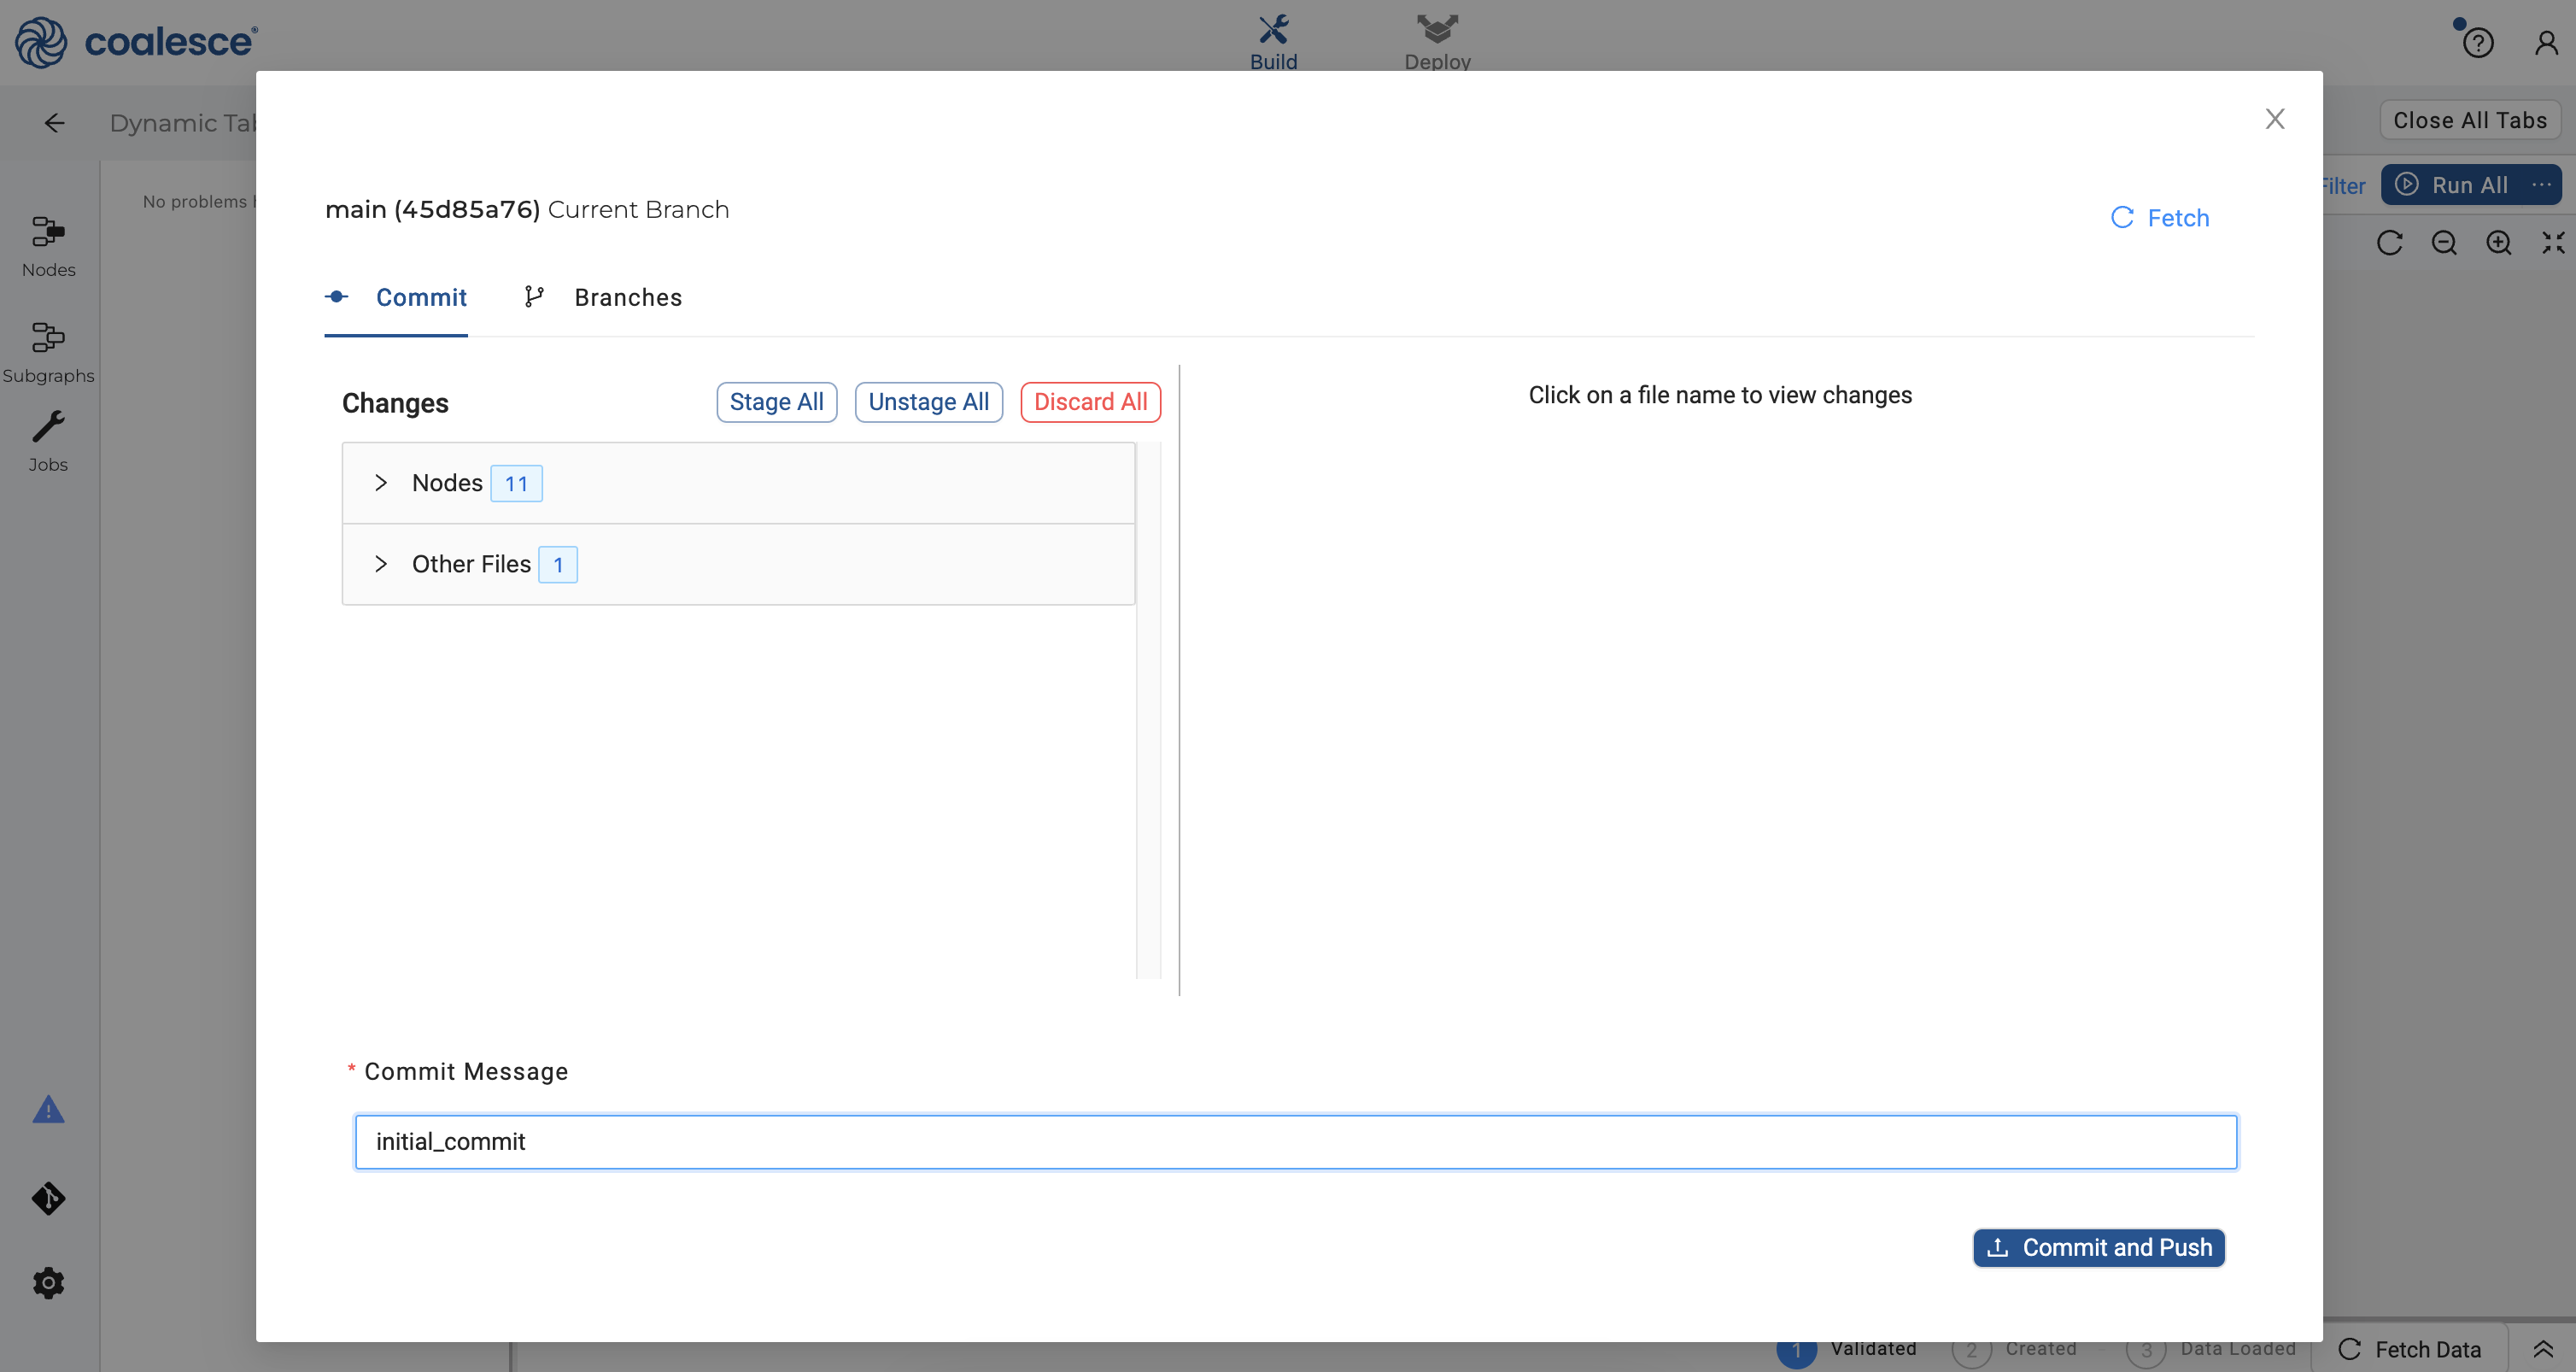 coalesce®
Build
Deploy
Dynamic Tab
Close All Tabs
No problems
Filter
Run All
Nodes
Subgraphs
Jobs
main (45d85a76) Current Branch
Fetch
Commit
Branches
Changes
Stage All
Unstage All
Discard All
Click on a file name to view changes
Nodes 11
Other Files 1
* Commit Message
initial_commit
Commit and Push
1 Validated
2 Created
3 Data Loaded
Fetch Data